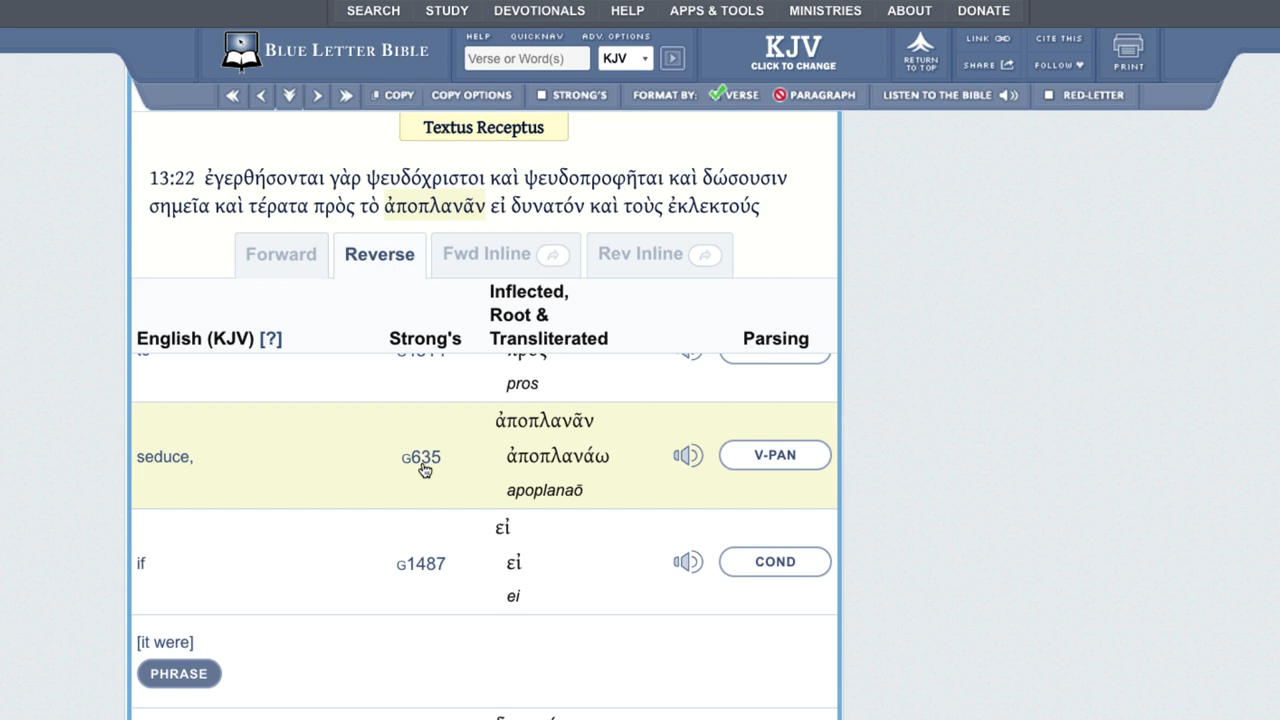 SEARCH STUDY DEVOTIONALS HELP APPS & TOOLS MINISTRIES ABOUT DONATE
BLUE LETTER BIBLE
HELP QUICKNAV ADV. OPTIONS
Verse or Word(s) KJV
KJV
CLICK TO CHANGE
RETURN
TO TOP
LINK CITE THIS
SHARE FOLLOW
PRINT
COPY COPY OPTIONS STRONG'S FORMAT BY: VERSE PARAGRAPH LISTEN TO THE BIBLE RED-LETTER
Textus Receptus
13:22 ἐγερθήσονται γὰρ ψευδόχριστοι καὶ ψευδοπροφῆται καὶ δώσουσιν
σημεῖα καὶ τέρατα πρὸς τὸ ἀποπλανᾶν εἰ δυνατόν καὶ τοὺς ἐκλεκτούς
Forward Reverse Fwd Inline Rev Inline
English (KJV) [?] Strong's Inflected, Root & Transliterated Parsing
pros
ἀποπλανᾶν
seduce, G635 ἀποπλανάω V-PAN
apoplanaō
εἰ
if G1487 εἰ COND
ei
[it were]
PHRASE